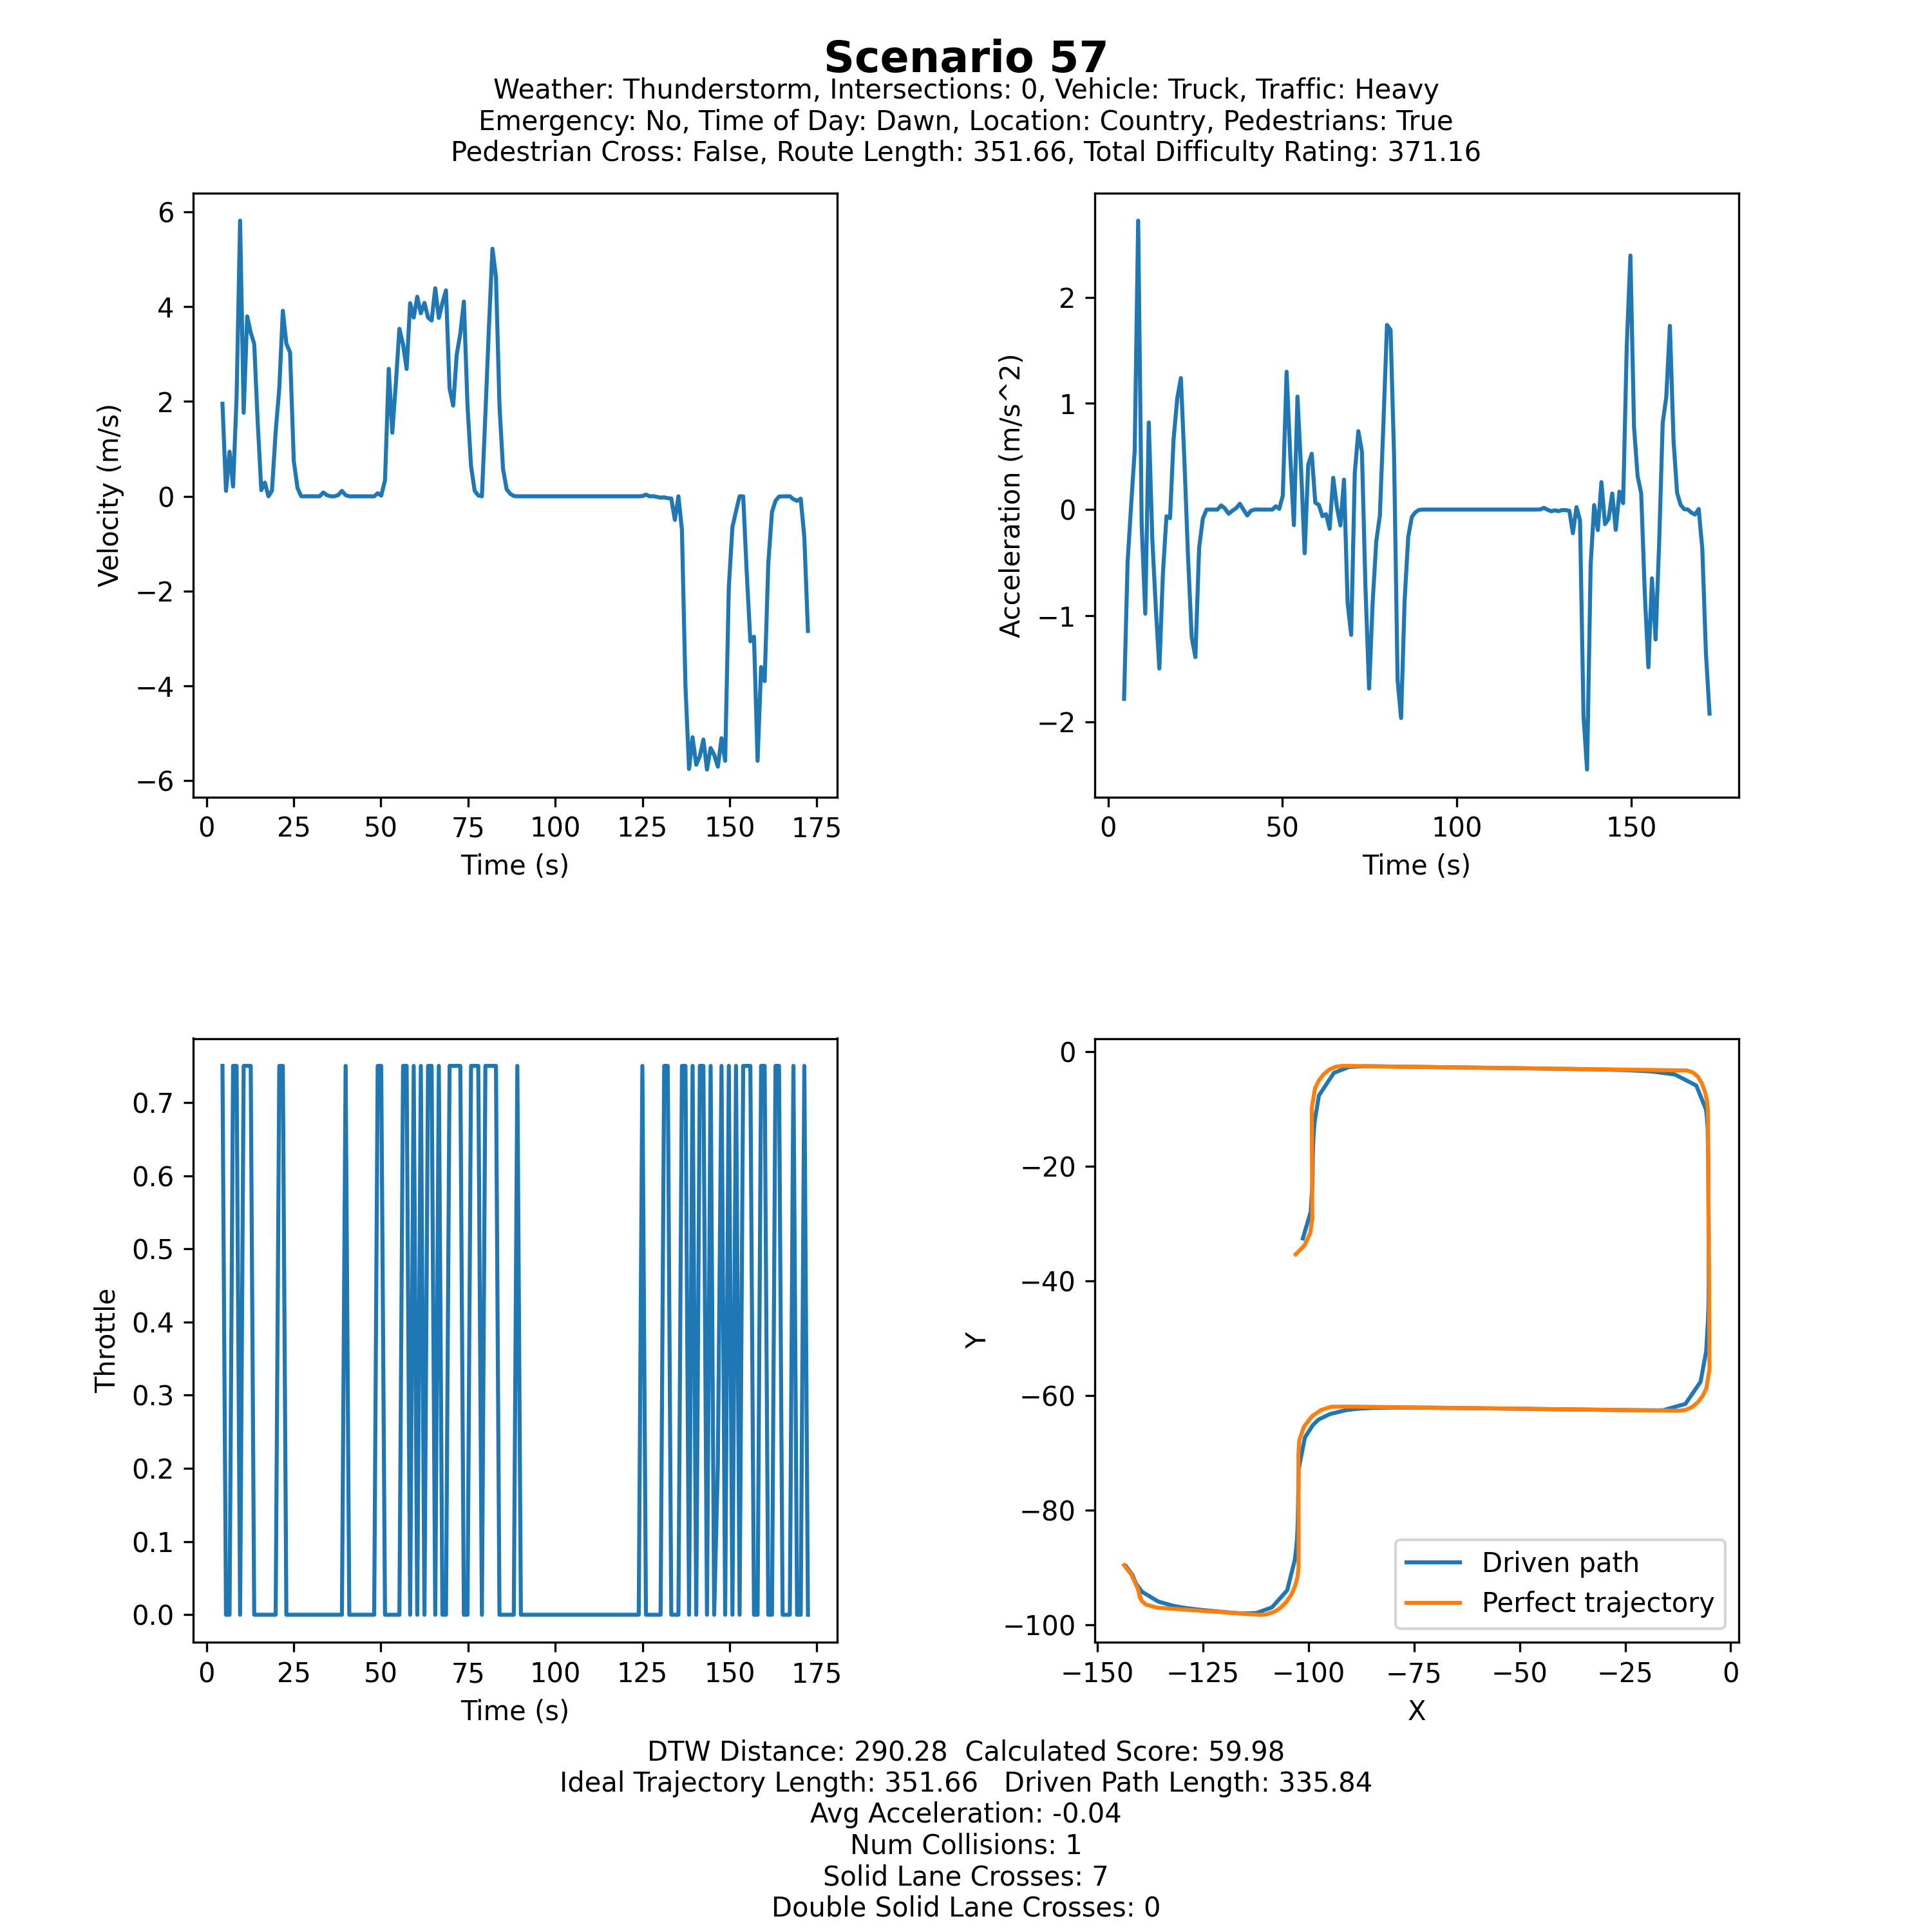 Scenario 57
Weather: Thunderstorm, Intersections: 0, Vehicle: Truck, Traffic: Heavy
Emergency: No, Time of Day: Dawn, Location: Country, Pedestrians: True
Pedestrian Cross: False, Route Length: 351.66, Total Difficulty Rating: 371.16
6
4
2
0
−2
−4
−6
Velocity (m/s)
0 25 50 75 100 125 150 175
Time (s)
2
1
0
−1
−2
Acceleration (m/s^2)
0 50 100 150
Time (s)
0.7
0.6
0.5
0.4
0.3
0.2
0.1
0.0
Throttle
0 25 50 75 100 125 150 175
Time (s)
0
−20
−40
−60
−80
−100
Y
Driven path
Perfect trajectory
−150 −125 −100 −75 −50 −25 0
X
DTW Distance: 290.28 Calculated Score: 59.98
Ideal Trajectory Length: 351.66 Driven Path Length: 335.84
Avg Acceleration: -0.04
Num Collisions: 1
Solid Lane Crosses: 7
Double Solid Lane Crosses: 0